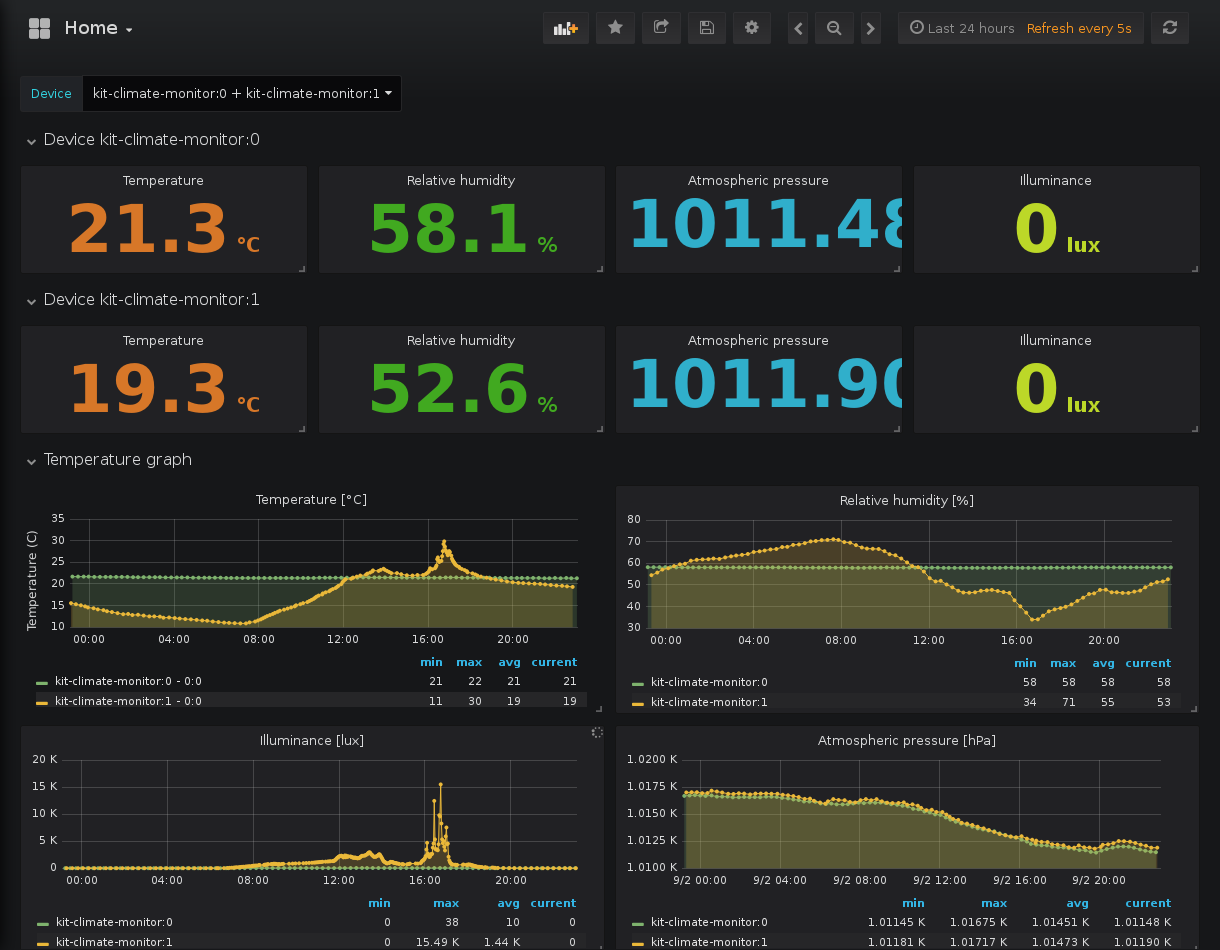 Home
Last 24 hours Refresh every 5s
Device kit-climate-monitor:0 + kit-climate-monitor:1
Device kit-climate-monitor:0
Temperature Relative humidity Atmospheric pressure Illuminance
21.3 °C 58.1 % 1011.48 0 lux
Device kit-climate-monitor:1
Temperature Relative humidity Atmospheric pressure Illuminance
19.3 °C 52.6 % 1011.90 0 lux
Temperature graph
Temperature [°C]
Temperature (C)
35
30
25
20
15
10
00:00 04:00 08:00 12:00 16:00 20:00
min max avg current
kit-climate-monitor:0 - 0:0 21 22 21 21
kit-climate-monitor:1 - 0:0 11 30 19 19
Relative humidity [%]
80
70
60
50
40
30
00:00 04:00 08:00 12:00 16:00 20:00
min max avg current
kit-climate-monitor:0 58 58 58 58
kit-climate-monitor:1 34 71 55 53
Illuminance [lux]
20 K
15 K
10 K
5 K
0
00:00 04:00 08:00 12:00 16:00 20:00
min max avg current
kit-climate-monitor:0 0 38 10 0
kit-climate-monitor:1 0 15.49 K 1.44 K 0
Atmospheric pressure [hPa]
1.0200 K
1.0175 K
1.0150 K
1.0125 K
1.0100 K
9/2 00:00 9/2 04:00 9/2 08:00 9/2 12:00 9/2 16:00 9/2 20:00
min max avg current
kit-climate-monitor:0 1.01145 K 1.01675 K 1.01451 K 1.01148 K
kit-climate-monitor:1 1.01181 K 1.01717 K 1.01473 K 1.01190 K